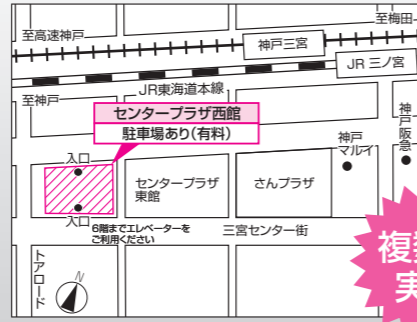 至梅田
至高速神戸
神戸三宮
JR 三ノ宮
JR東海道本線
至神戸
センタープラザ西館
駐車場あり(有料)
神戸
マルイ
神戸阪急
入口
センタープラザ
東館
さんプラザ
入口
6階までエレベーターを
ご利用ください
三宮センター街
トアロード
N